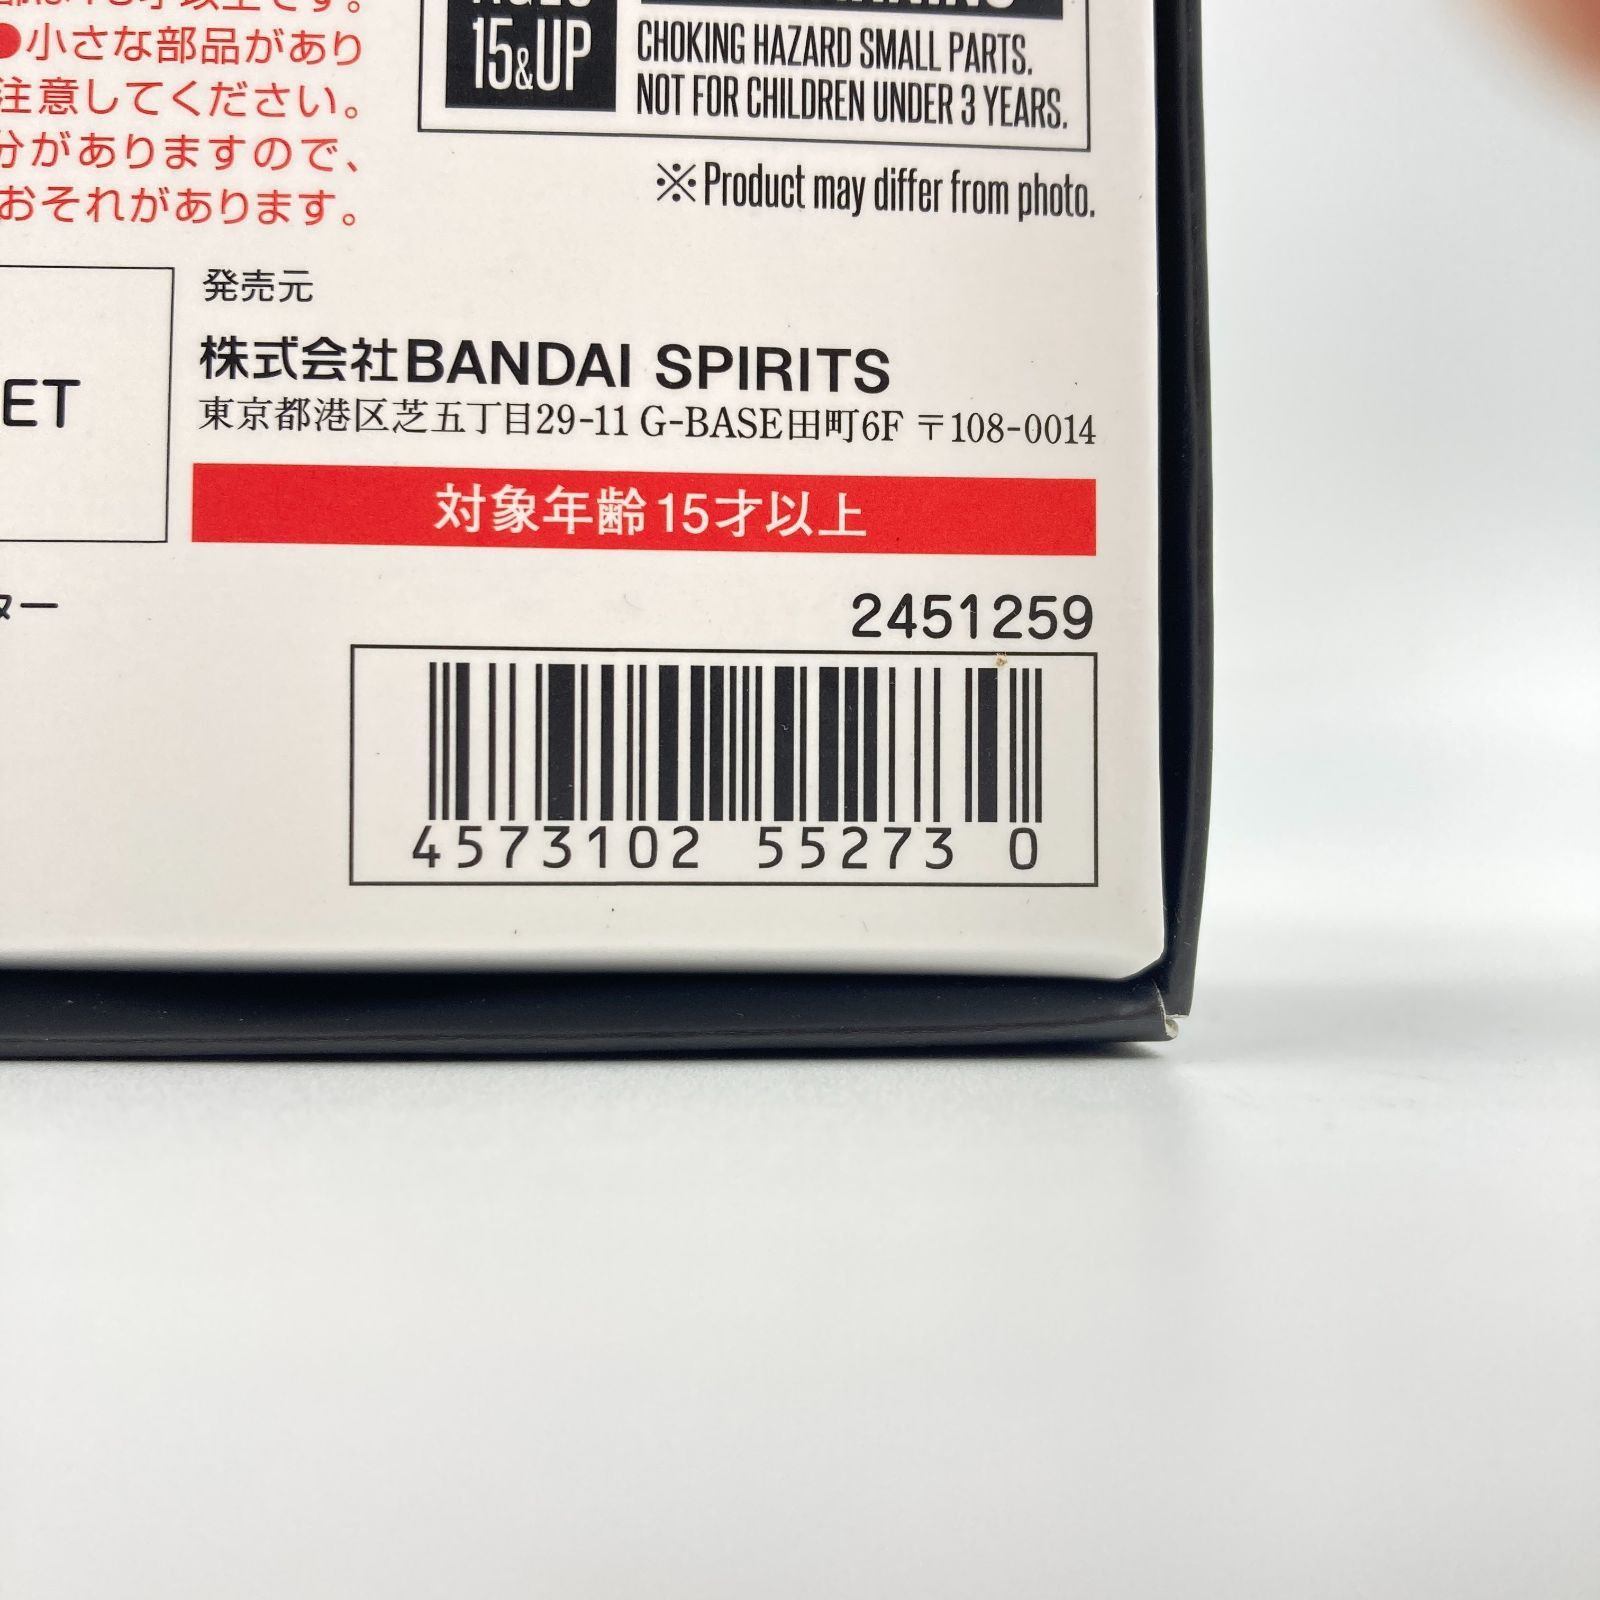 ●小さな部品があり
注意してください。
分がありますので、
おそれがあります。
15&UP
CHOKING HAZARD SMALL PARTS.
NOT FOR CHILDREN UNDER 3 YEARS.
※Product may differ from photo.
ET
発売元
株式会社BANDAI SPIRITS
東京都港区芝五丁目29-11 G-BASE田町6F 〒108-0014
対象年齢15才以上
ター
2451259
4573102 55273 0